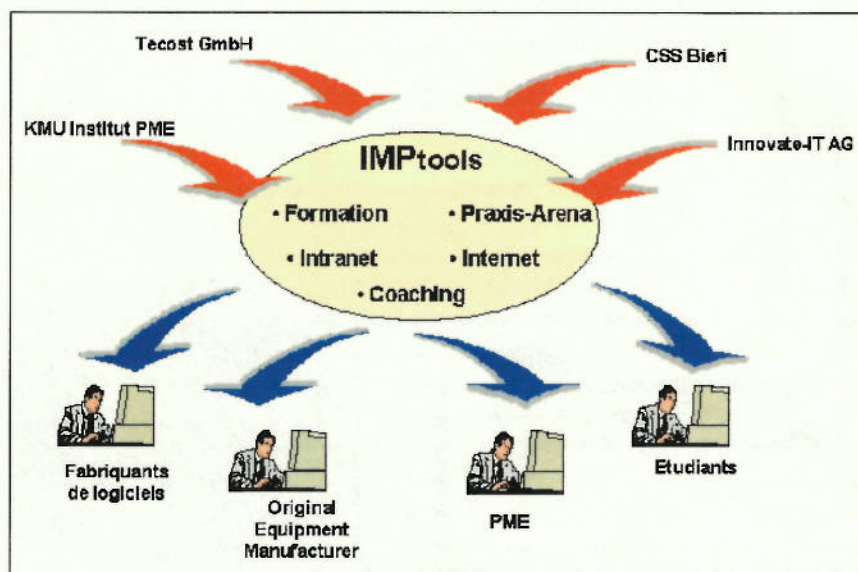 Tecost GmbH
CSS Bieri
KMU Institut PME
Innovate-IT AG
IMPtools
• Formation
• Praxis-Arena
• Intranet
• Internet
• Coaching
Fabriquants
de logiciels
Original
Equipment
Manufacturer
PME
Etudiants